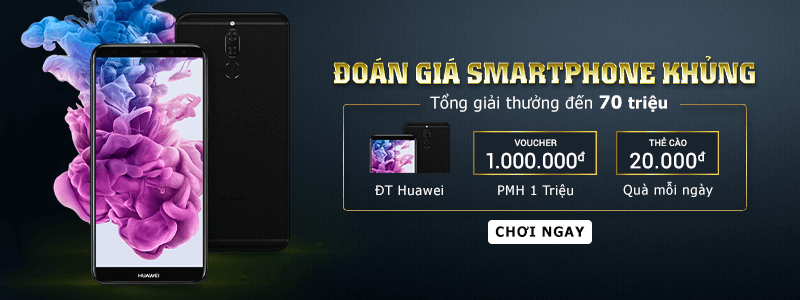 ĐOÁN GIÁ SMARTPHONE KHỦNG
Tổng giải thưởng đến 70 triệu
VOUCHER
1.000.000đ
THẺ CÀO
20.000đ
ĐT Huawei
PMH 1 Triệu
Quà mỗi ngày
CHƠI NGAY
HUAWEI